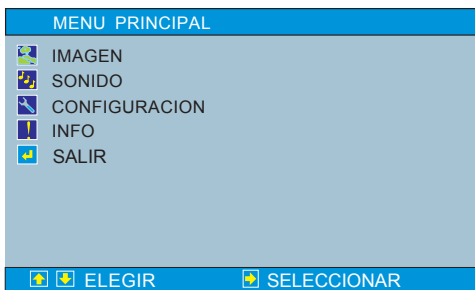 MENU PRINCIPAL
IMAGEN
SONIDO
CONFIGURACION
INFO
SALIR
ELEGIR SELECCIONAR